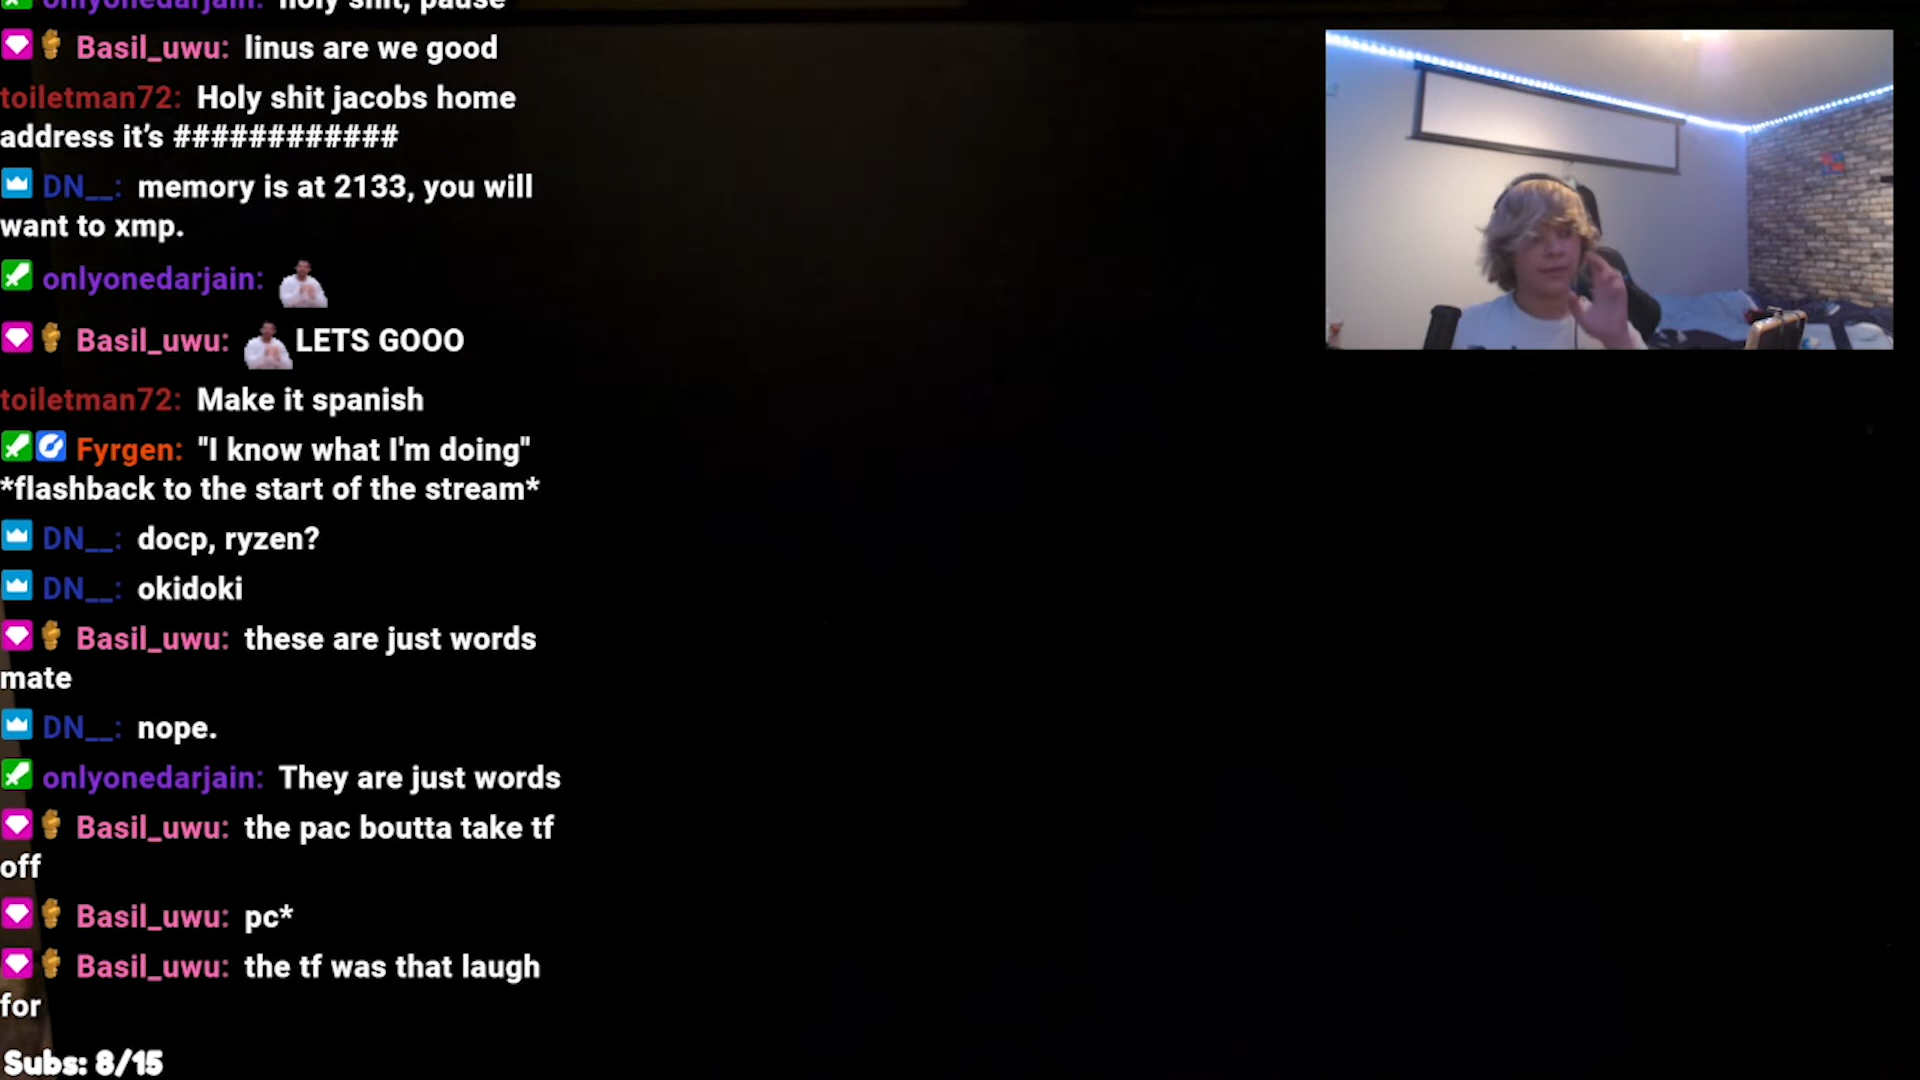 onlyonedarjain: holy shit, pause
Basil_uwu: linus are we good
toiletman72: Holy shit jacobs home
address it’s ############
DN__: memory is at 2133, you will
want to xmp.
onlyonedarjain:
Basil_uwu: LETS GOOO
toiletman72: Make it spanish
Fyrgen: "I know what I'm doing"
*flashback to the start of the stream*
DN__: docp, ryzen?
DN__: okidoki
Basil_uwu: these are just words
mate
DN__: nope.
onlyonedarjain: They are just words
Basil_uwu: the pac boutta take tf
off
Basil_uwu: pc*
Basil_uwu: the tf was that laugh
for
Subs: 8/15